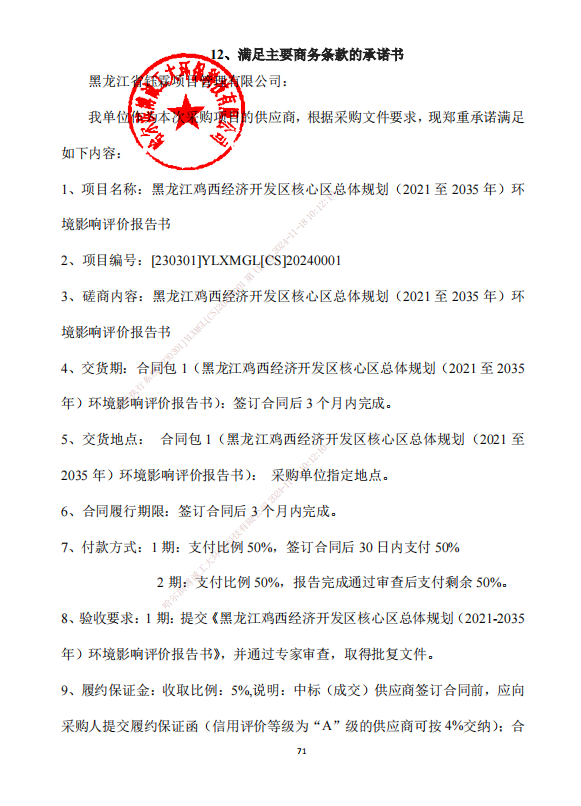 12、满足主要商务条款的承诺书
黑龙江省钰霖项目管理有限公司：
我单位作为本次采购项目的供应商，根据采购文件要求，现郑重承诺满足
如下内容：
1、项目名称：黑龙江鸡西经济开发区核心区总体规划（2021 至 2035 年）环
境影响评价报告书
2、项目编号：[230301]YLXMGL[CS]20240001
3、磋商内容：黑龙江鸡西经济开发区核心区总体规划（2021 至 2035 年）环
境影响评价报告书
4、交货期：合同包 1（黑龙江鸡西经济开发区核心区总体规划（2021 至 2035
年）环境影响评价报告书）：签订合同后 3 个月内完成。
5、交货地点： 合同包 1（黑龙江鸡西经济开发区核心区总体规划（2021 至
2035 年）环境影响评价报告书）： 采购单位指定地点。
6、合同履行期限：签订合同后 3 个月内完成。
7、付款方式：1 期：支付比例 50%，签订合同后 30 日内支付 50%
2 期：支付比例 50%，报告完成通过审查后支付剩余 50%。
8、验收要求：1 期：提交《黑龙江鸡西经济开发区核心区总体规划（2021-2035
年）环境影响评价报告书》，并通过专家审查，取得批复文件。
9、履约保证金：收取比例：5%,说明：中标（成交）供应商签订合同前，应向
采购人提交履约保证函（信用评价等级为“A”级的供应商可按 4%交纳）；合
71